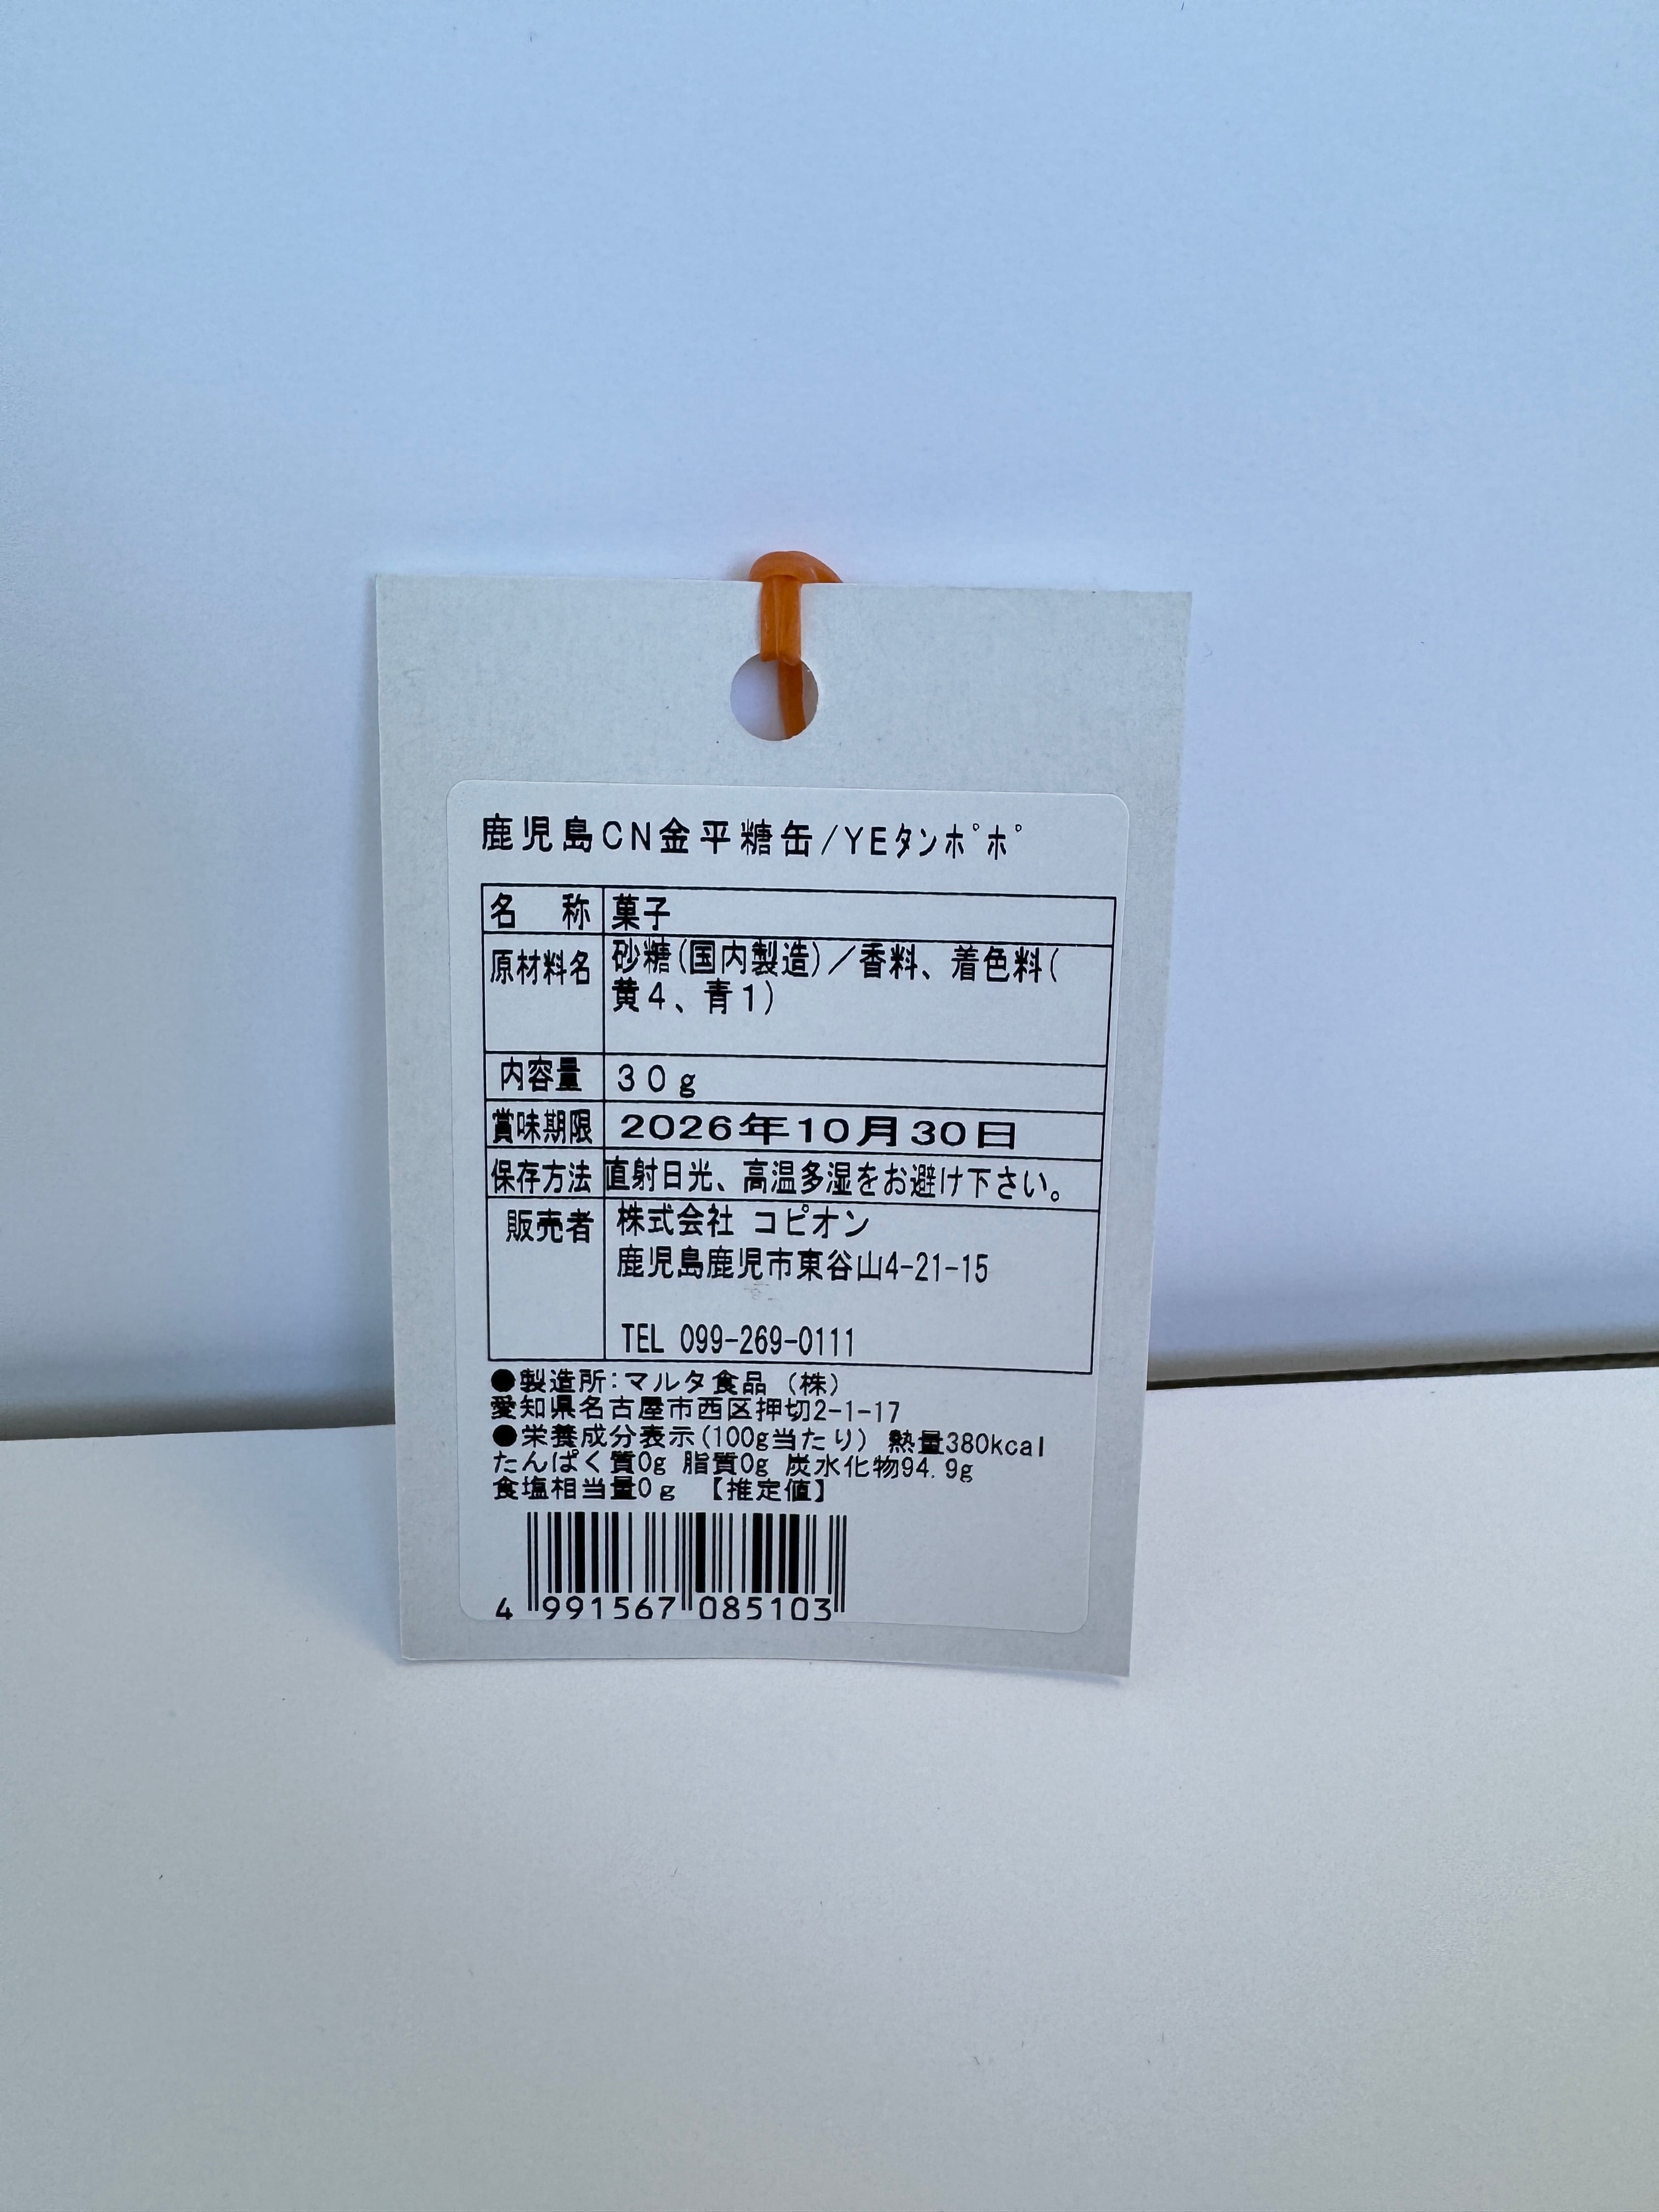 鹿児島CN金平糖缶/YEﾀﾝﾎﾟﾎﾟ
名　称 菓子
原材料名 砂糖(国内製造)／香料、着色料(
黄4、青1)
内容量 30g
賞味期限 2026年10月30日
保存方法 直射日光、高温多湿をお避け下さい。
販売者 株式会社 コピオン
鹿児島鹿児市東谷山4-21-15
TEL 099-269-0111
●製造所:マルタ食品（株）
愛知県名古屋市西区押切2-1-17
●栄養成分表示(100g当たり) 熱量380kcal
たんぱく質0g 脂質0g 炭水化物94.9g
食塩相当量0g 【推定値】
4 991567 085103